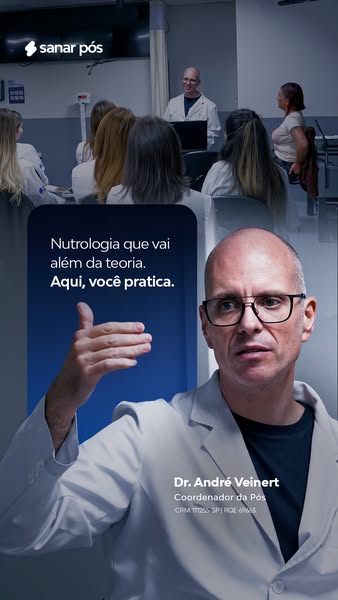 sanar pós
Nutrologia que vai
além da teoria.
Aqui, você pratica.
Dr. André Veinert
Coordenador da Pós
CRM 111255-SP | RQE 69655